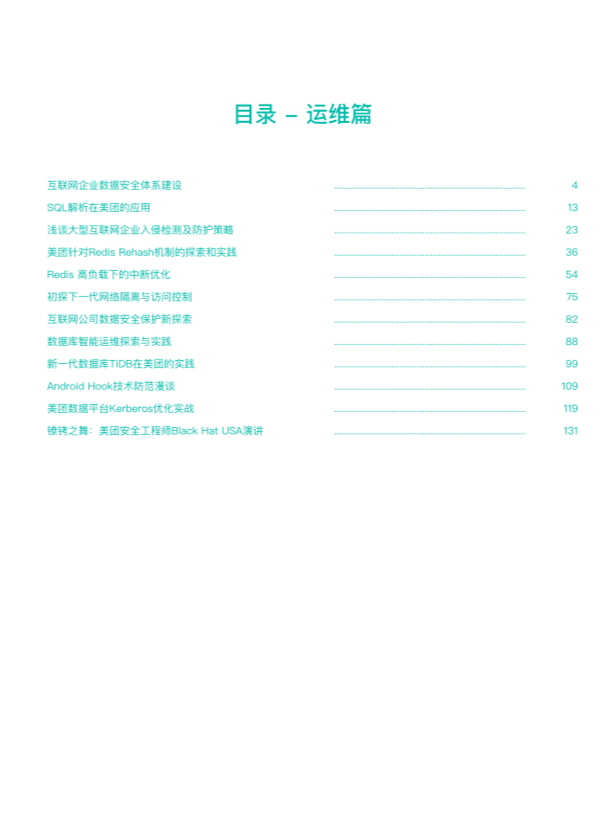 目录 – 运维篇
互联网企业数据安全体系建设 4
SQL解析在美团的应用 13
浅谈大型互联网企业入侵检测及防护策略 23
美团针对Redis Rehash机制的探索和实践 36
Redis 高负载下的中断优化 54
初探下一代网络隔离与访问控制 75
互联网公司数据安全保护新探索 82
数据库智能运维探索与实践 88
新一代数据库TiDB在美团的实践 99
Android Hook技术防范漫谈 109
美团数据平台Kerberos优化实战 119
镣铐之舞：美团安全工程师Black Hat USA演讲 131